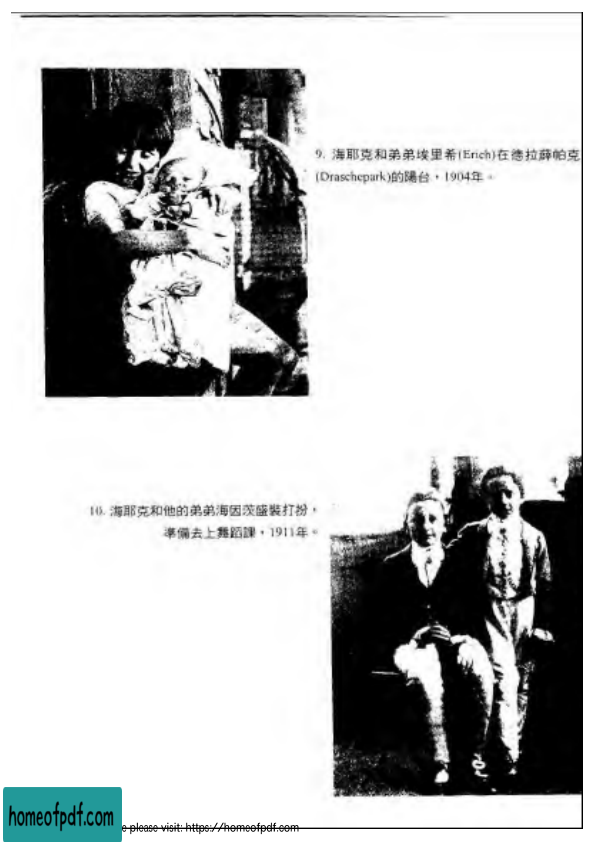 9. 海耶克和弟弟埃里希(Erich)在德拉薛帕克
(Draschepark)的陽台，1904年。
10. 海耶克和他的弟弟海因茨盛裝打扮，
準備去上舞蹈課，1911年。
homeofpdf.com
please visit: https://homeofpdf.com